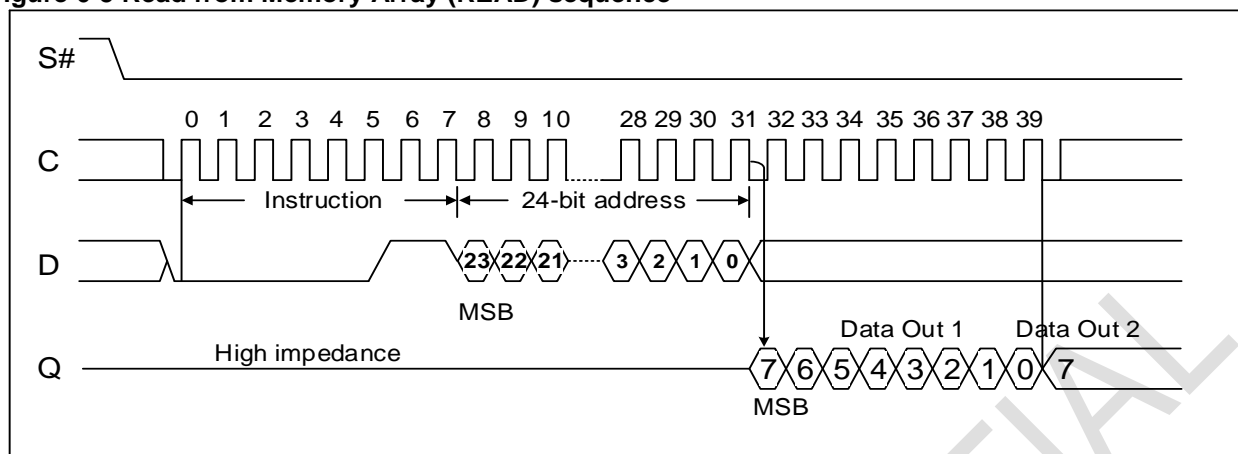 Figure 6-3 Read from Memory Array (READ) sequence
S#
0 1 2 3 4 5 6 7 8 9 10 28 29 30 31 32 33 34 35 36 37 38 39
C
Instruction 24-bit address
D 23 22 21 3 2 1 0
MSB
Data Out 1 Data Out 2
High impedance
Q 7 6 5 4 3 2 1 0 7
MSB